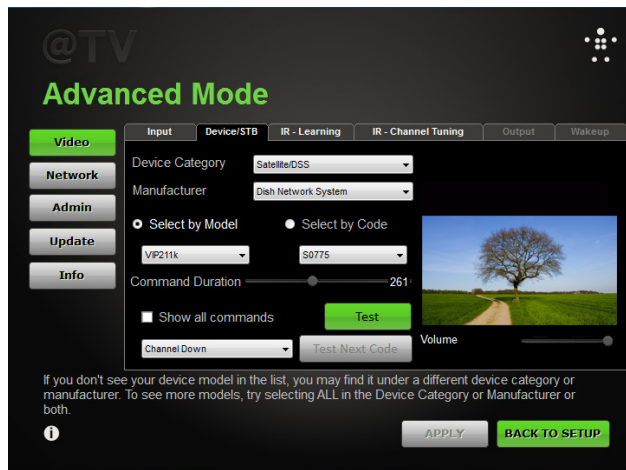 @TV
Advanced Mode
Input Device/STB IR - Learning IR - Channel Tuning Output Wakeup
Video
Network
Admin
Update
Info
Device Category Satellite/DSS
Manufacturer Dish Network System
Select by Model Select by Code
VIP211k S0775
Command Duration 261
Show all commands Test
Channel Down Test Next Code
Volume
If you don't see your device model in the list, you may find it under a different device category or
manufacturer. To see more models, try selecting ALL in the Device Category or Manufacturer or
both.
APPLY BACK TO SETUP